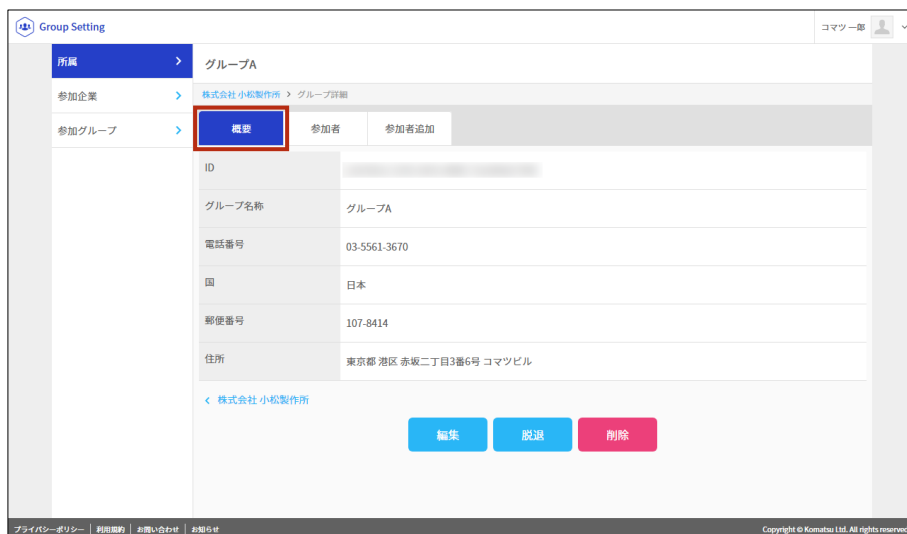 Group Setting
コマツ 一郎
所属
参加企業
参加グループ
グループA
株式会社 小松製作所 > グループ詳細
概要 参加者 参加者追加
ID
グループ名称 グループA
電話番号 03-5561-3670
国 日本
郵便番号 107-8414
住所 東京都 港区 赤坂二丁目3番6号 コマツビル
< 株式会社 小松製作所
編集 脱退 削除
プライバシーポリシー | 利用規約 | お問い合わせ | お知らせ
Copyright © Komatsu Ltd. All rights reserved